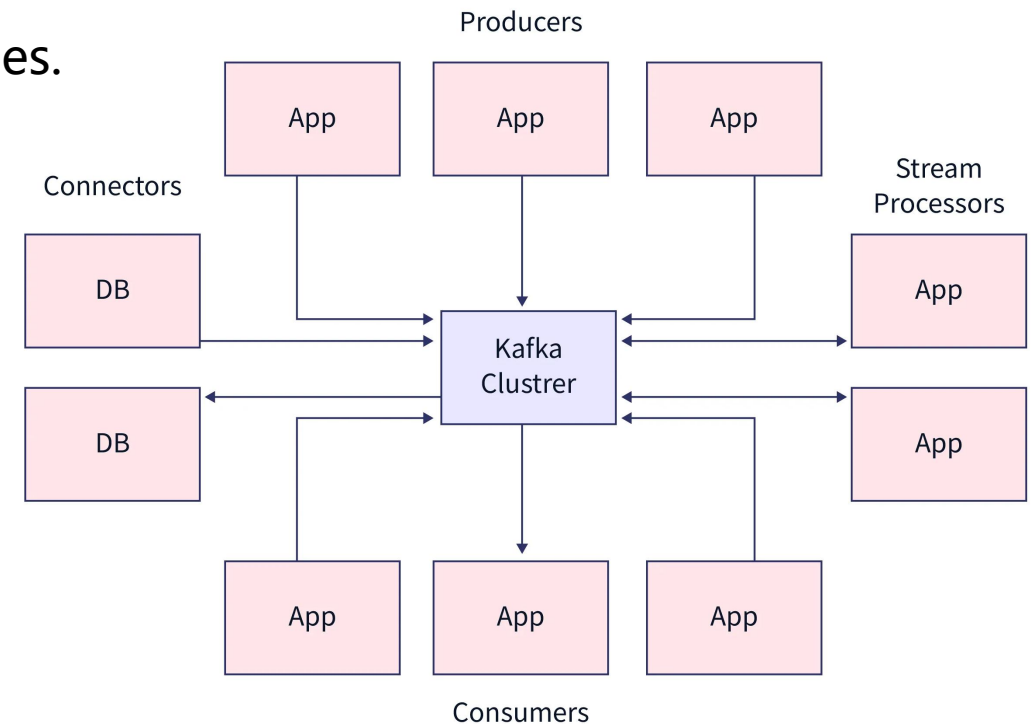 Producers
es.
App
App
App
Connectors
Stream
Processors
DB
App
Kafka
Clustrer
DB
App
App
App
App
Consumers